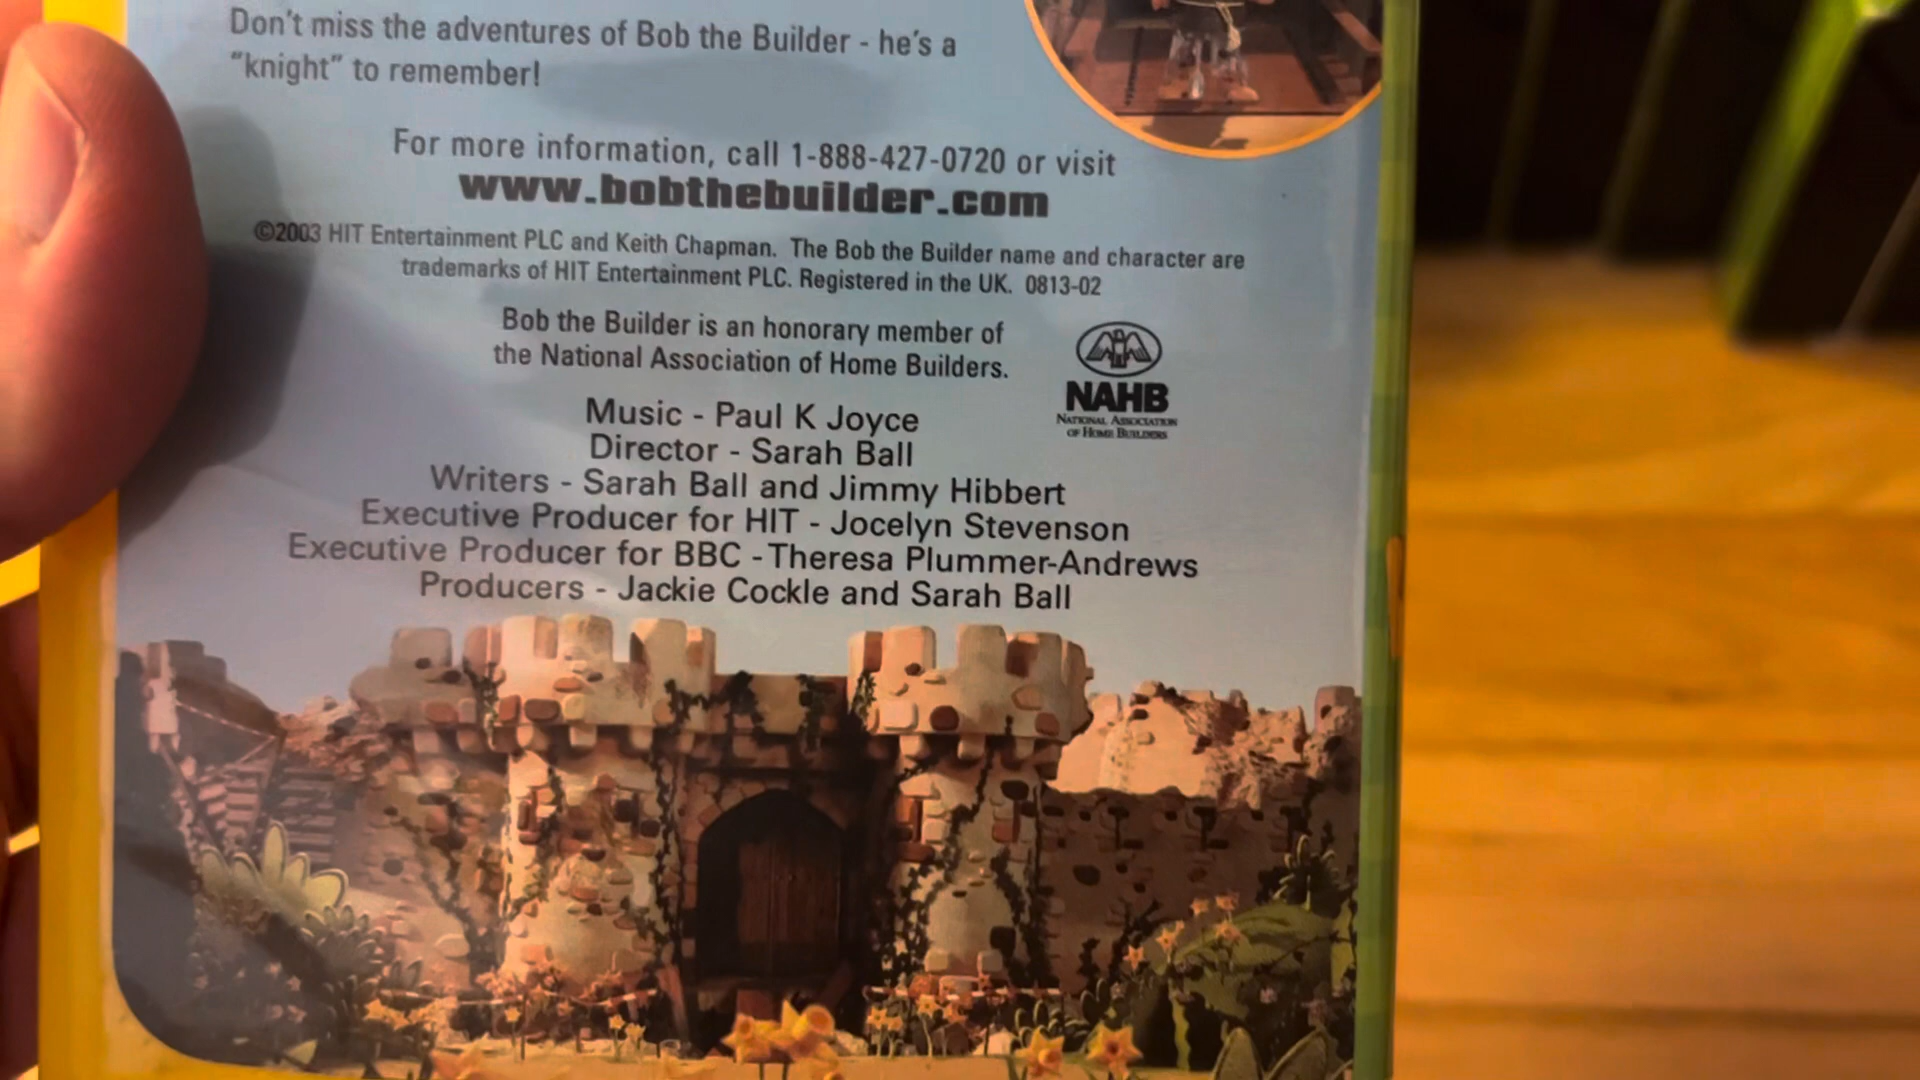 Don't miss the adventures of Bob the Builder - he's a
"knight" to remember!
For more information, call 1-888-427-0720 or visit
www.bobthebuilder.com
©2003 HIT Entertainment PLC and Keith Chapman. The Bob the Builder name and character are
trademarks of HIT Entertainment PLC. Registered in the UK. 0813-02
Bob the Builder is an honorary member of
the National Association of Home Builders.
NAHB
National Association
of Home Builders
Music - Paul K Joyce
Director - Sarah Ball
Writers - Sarah Ball and Jimmy Hibbert
Executive Producer for HIT - Jocelyn Stevenson
Executive Producer for BBC - Theresa Plummer-Andrews
Producers - Jackie Cockle and Sarah Ball